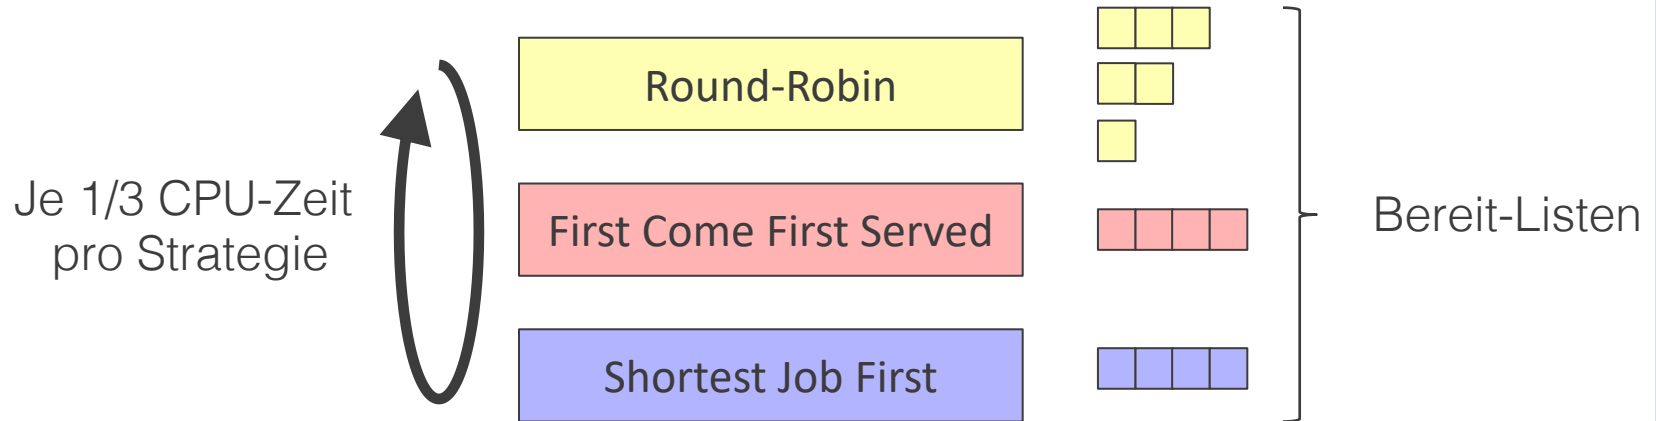 Round-Robin
Je 1/3 CPU-Zeit
pro Strategie
First Come First Served
Bereit-Listen
Shortest Job First